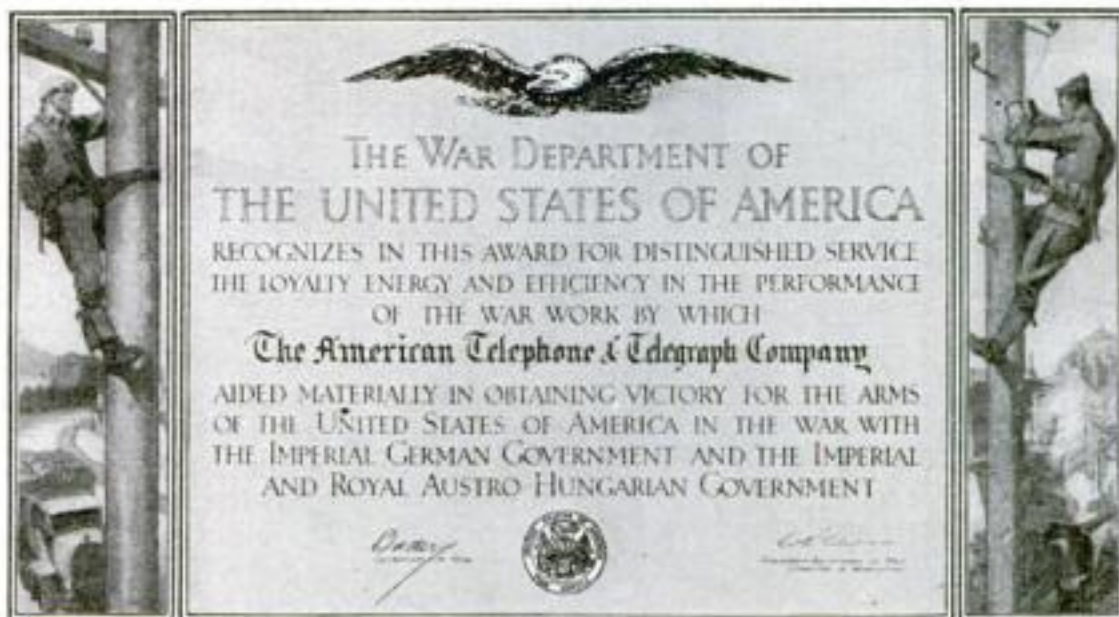 THE WAR DEPARTMENT OF
THE UNITED STATES OF AMERICA
RECOGNIZES IN THIS AWARD FOR DISTINGUISHED SERVICE
THE LOYALTY ENERGY AND EFFICIENCY IN THE PERFORMANCE
OF THE WAR WORK BY WHICH
The American Telephone & Telegraph Company
AIDED MATERIALLY IN OBTAINING VICTORY FOR THE ARMS
OF THE UNITED STATES OF AMERICA IN THE WAR WITH
THE IMPERIAL GERMAN GOVERNMENT AND THE IMPERIAL
AND ROYAL AUSTRO HUNGARIAN GOVERNMENT